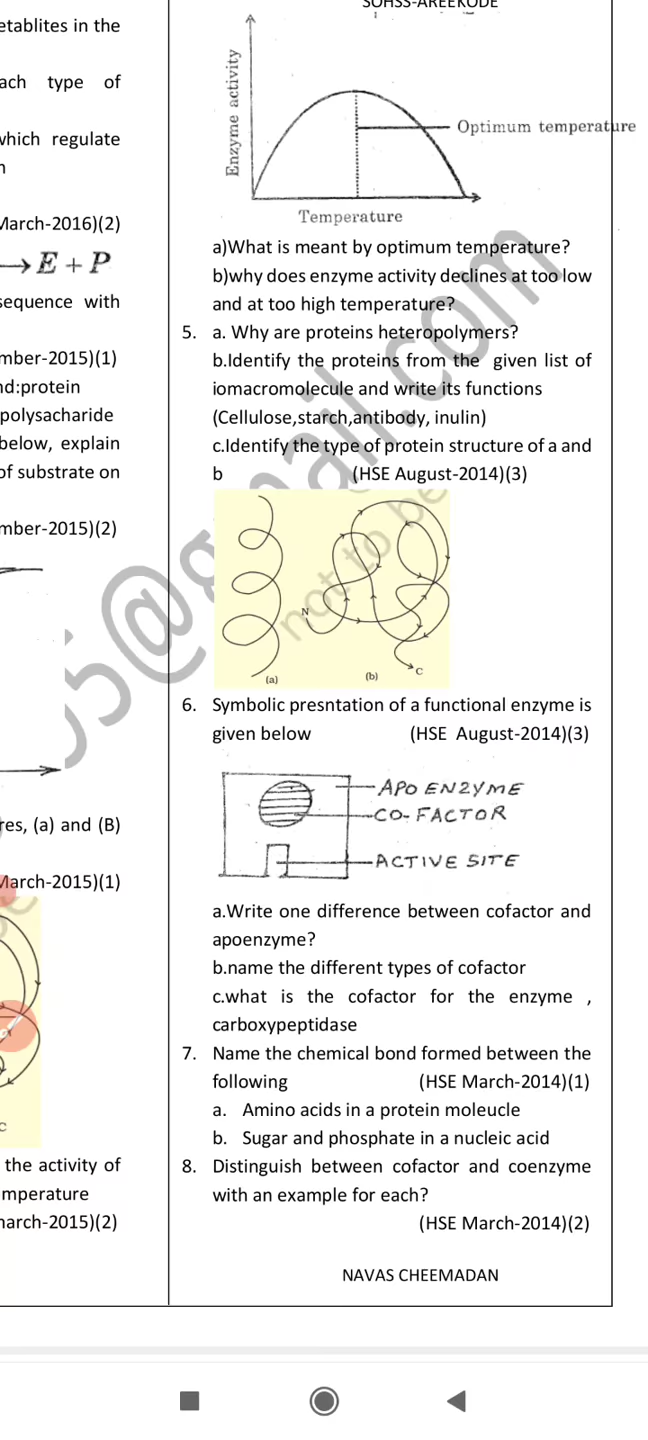 SOHSS-AREEKODE
etablites in the
ach type of
which regulate
March-2016)(2)
→ E + P
sequence with
mber-2015)(1)
nd:protein
polysacharide
below, explain
of substrate on
mber-2015)(2)
res, (a) and (B)
March-2015)(1)
C
the activity of
mperature
march-2015)(2)
Enzyme activity
Optimum temperature
Temperature
a)What is meant by optimum temperature?
b)why does enzyme activity declines at too low
and at too high temperature?
5. a. Why are proteins heteropolymers?
b.Identify the proteins from the given list of
iomacromolecule and write its functions
(Cellulose,starch,antibody, inulin)
c.Identify the type of protein structure of a and
b (HSE August-2014)(3)
N
C
(a)
(b)
6. Symbolic presntation of a functional enzyme is
given below (HSE August-2014)(3)
APO ENZYME
CO-FACTOR
ACTIVE SITE
a.Write one difference between cofactor and
apoenzyme?
b.name the different types of cofactor
c.what is the cofactor for the enzyme ,
carboxypeptidase
7. Name the chemical bond formed between the
following (HSE March-2014)(1)
a. Amino acids in a protein moleucle
b. Sugar and phosphate in a nucleic acid
8. Distinguish between cofactor and coenzyme
with an example for each?
(HSE March-2014)(2)
NAVAS CHEEMADAN
5@gmail.com
not to be